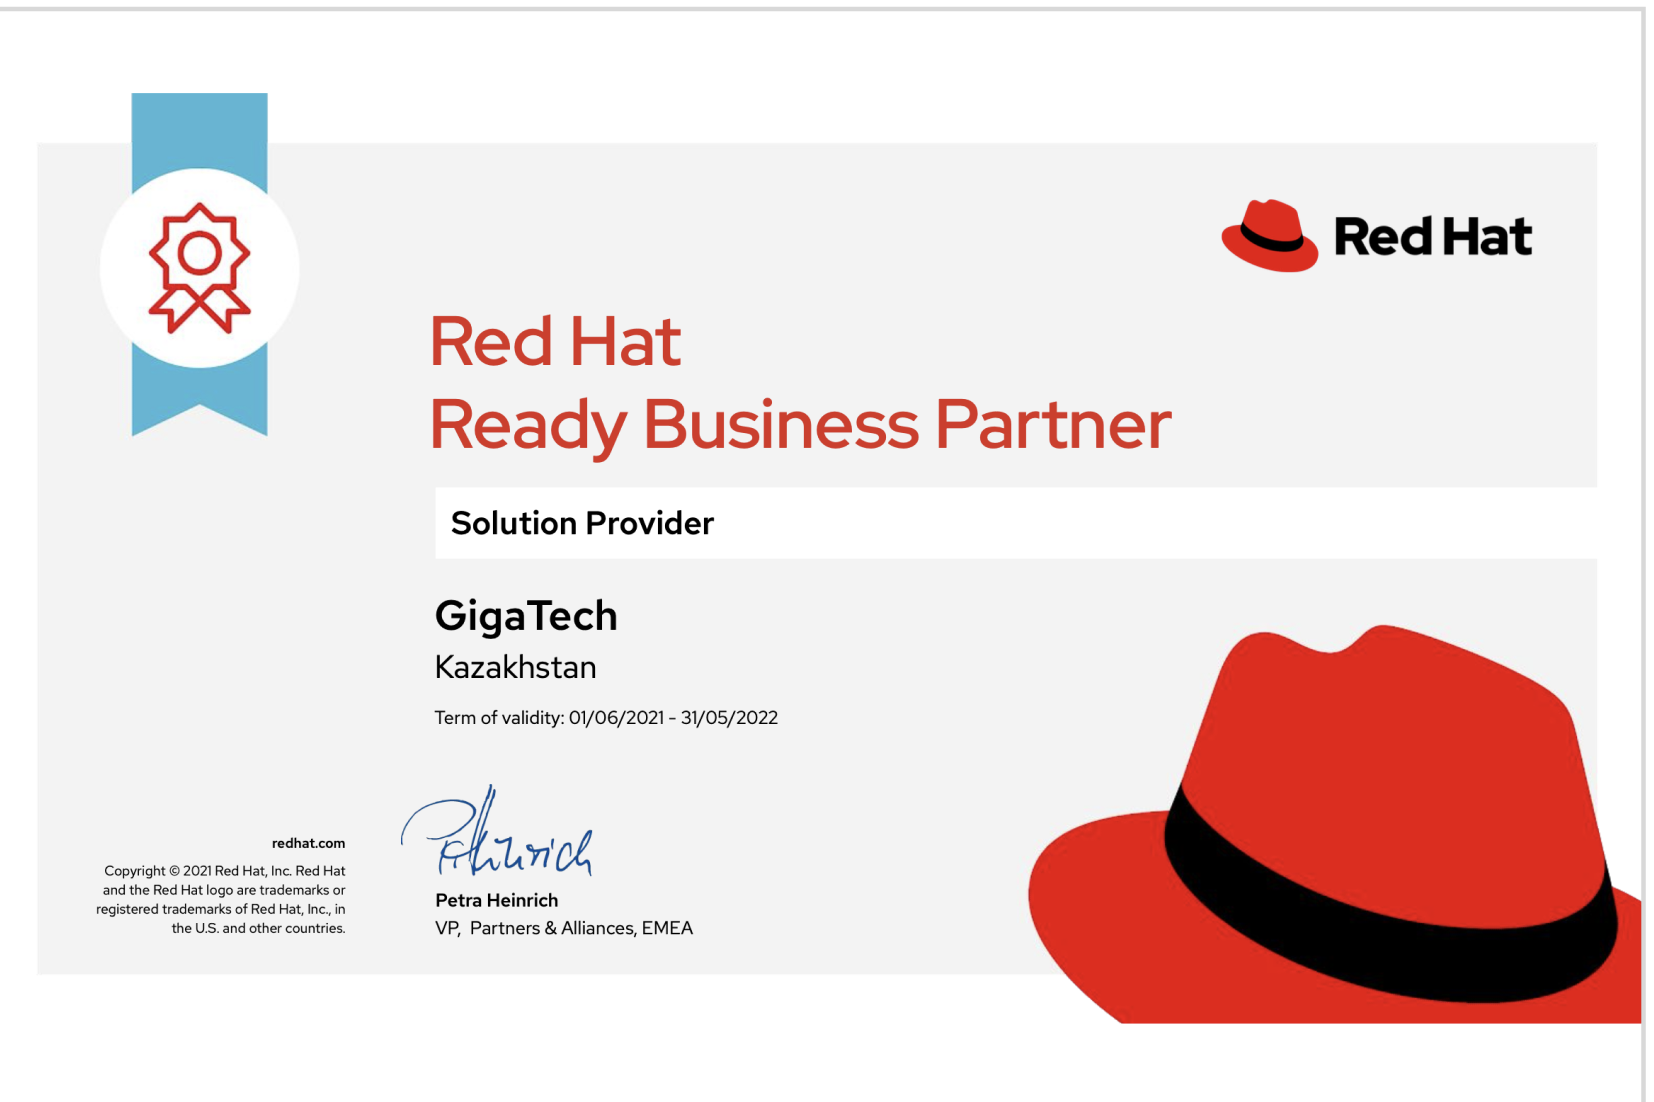 Red Hat
Red Hat
Ready Business Partner
Solution Provider
GigaTech
Kazakhstan
Term of validity: 01/06/2021 - 31/05/2022
PHeinrich
Petra Heinrich
VP, Partners & Alliances, EMEA
redhat.com
Copyright © 2021 Red Hat, Inc. Red Hat
and the Red Hat logo are trademarks or
registered trademarks of Red Hat, Inc., in
the U.S. and other countries.